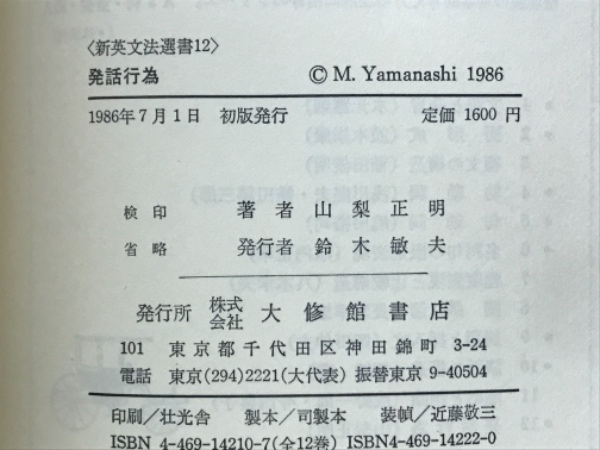 〈新英文法選書12〉
発話行為 © M. Yamanashi 1986
1986年7月1日 初版発行 定価 1600 円
検印 著者 山梨正明
省略 発行者 鈴木敏夫
発行所 株式会社 大修館書店
101 東京都千代田区神田錦町 3-24
電話 東京(294)2221(大代表) 振替東京 9-40504
印刷/壮光舎 製本/司製本 装幀/近藤敬三
ISBN 4-469-14210-7(全12巻) ISBN4-469-14222-0